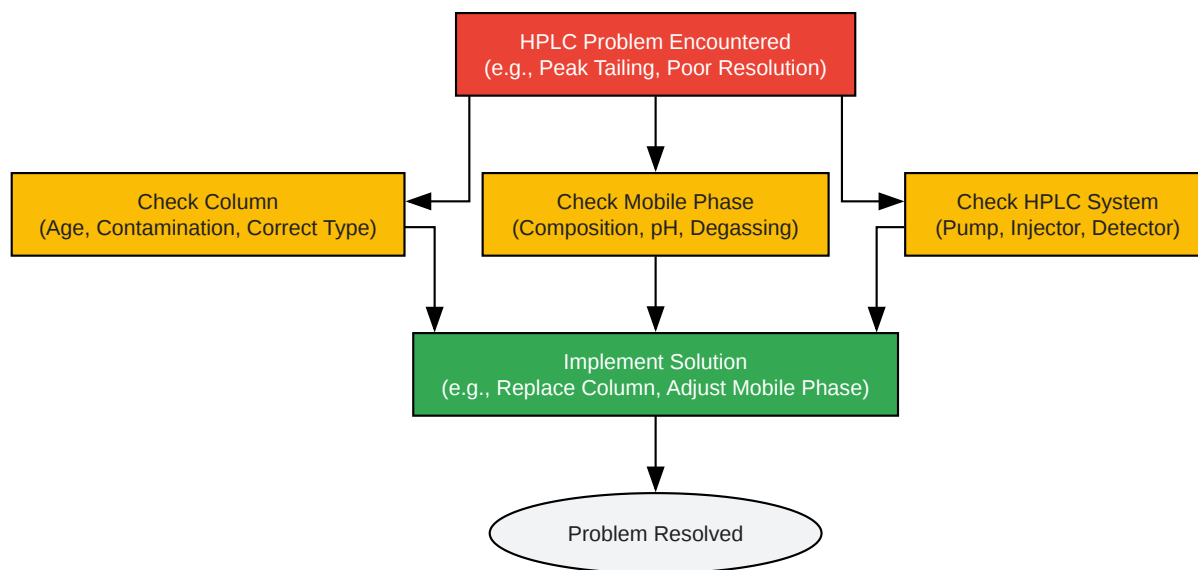 HPLC Problem Encountered
(e.g., Peak Tailing, Poor Resolution)
Check Column
(Age, Contamination, Correct Type)
Check Mobile Phase
(Composition, pH, Degassing)
Check HPLC System
(Pump, Injector, Detector)
Implement Solution
(e.g., Replace Column, Adjust Mobile Phase)
Problem Resolved